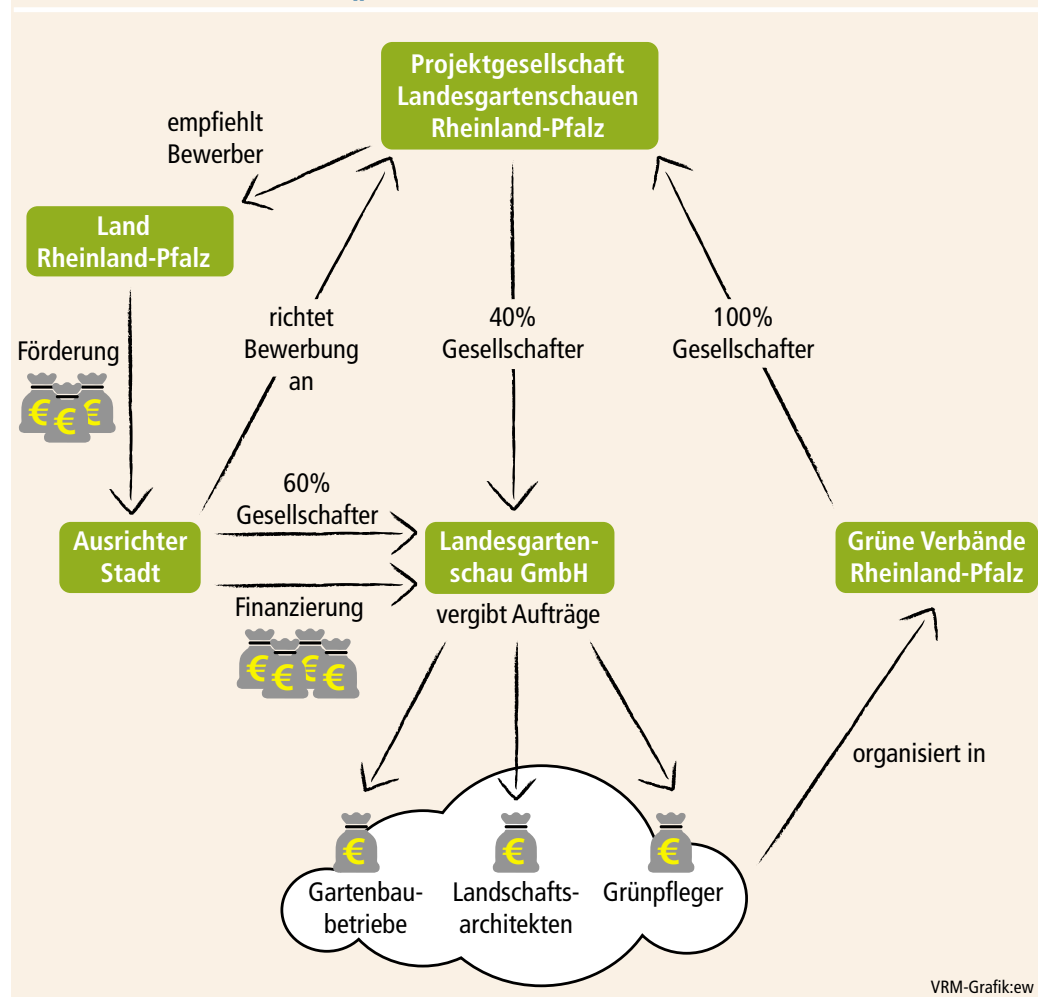 Projektgesellschaft
Landesgartenschauen
Rheinland-Pfalz
empfiehlt
Bewerber
Land
Rheinland-Pfalz
richtet
Bewerbung
an
40%
Gesellschafter
100%
Gesellschafter
Förderung
€ € €
60%
Gesellschafter
Ausrichter
Stadt
Landesgarten-
schau GmbH
Grüne Verbände
Rheinland-Pfalz
Finanzierung
€ € € €
vergibt Aufträge
organisiert in
€ € €
Gartenbau-
betriebe
Landschafts-
architekten
Grünpfleger
VRM-Grafik:ew